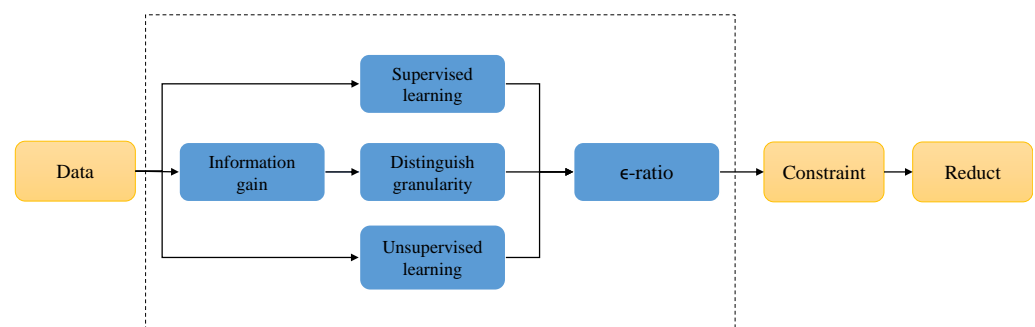 Supervised
learning
Data
Information
gain
Distinguish
granularity
ϵ-ratio
Constraint
Reduct
Unsupervised
learning